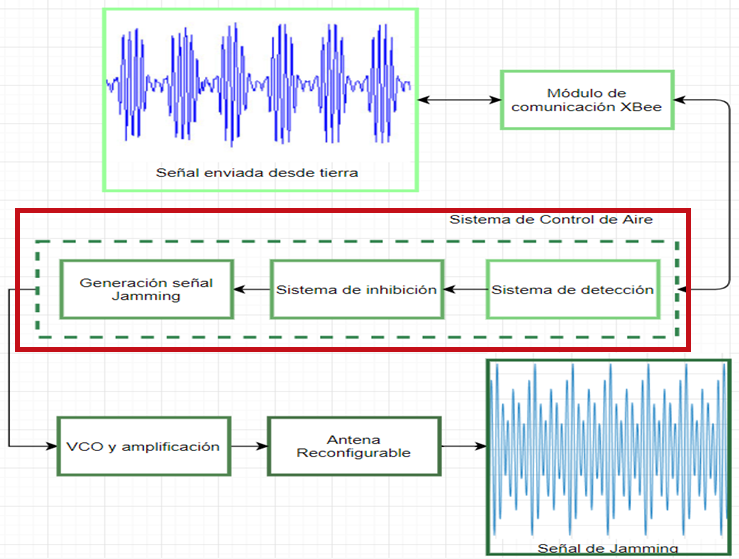 Módulo de
comunicación XBee
Señal enviada desde tierra
Sistema de Control de Aire
Generación señal
Jamming
Sistema de inhibición
Sistema de detección
VCO y amplificación
Antena
Reconfigurable
Señal de Jamming